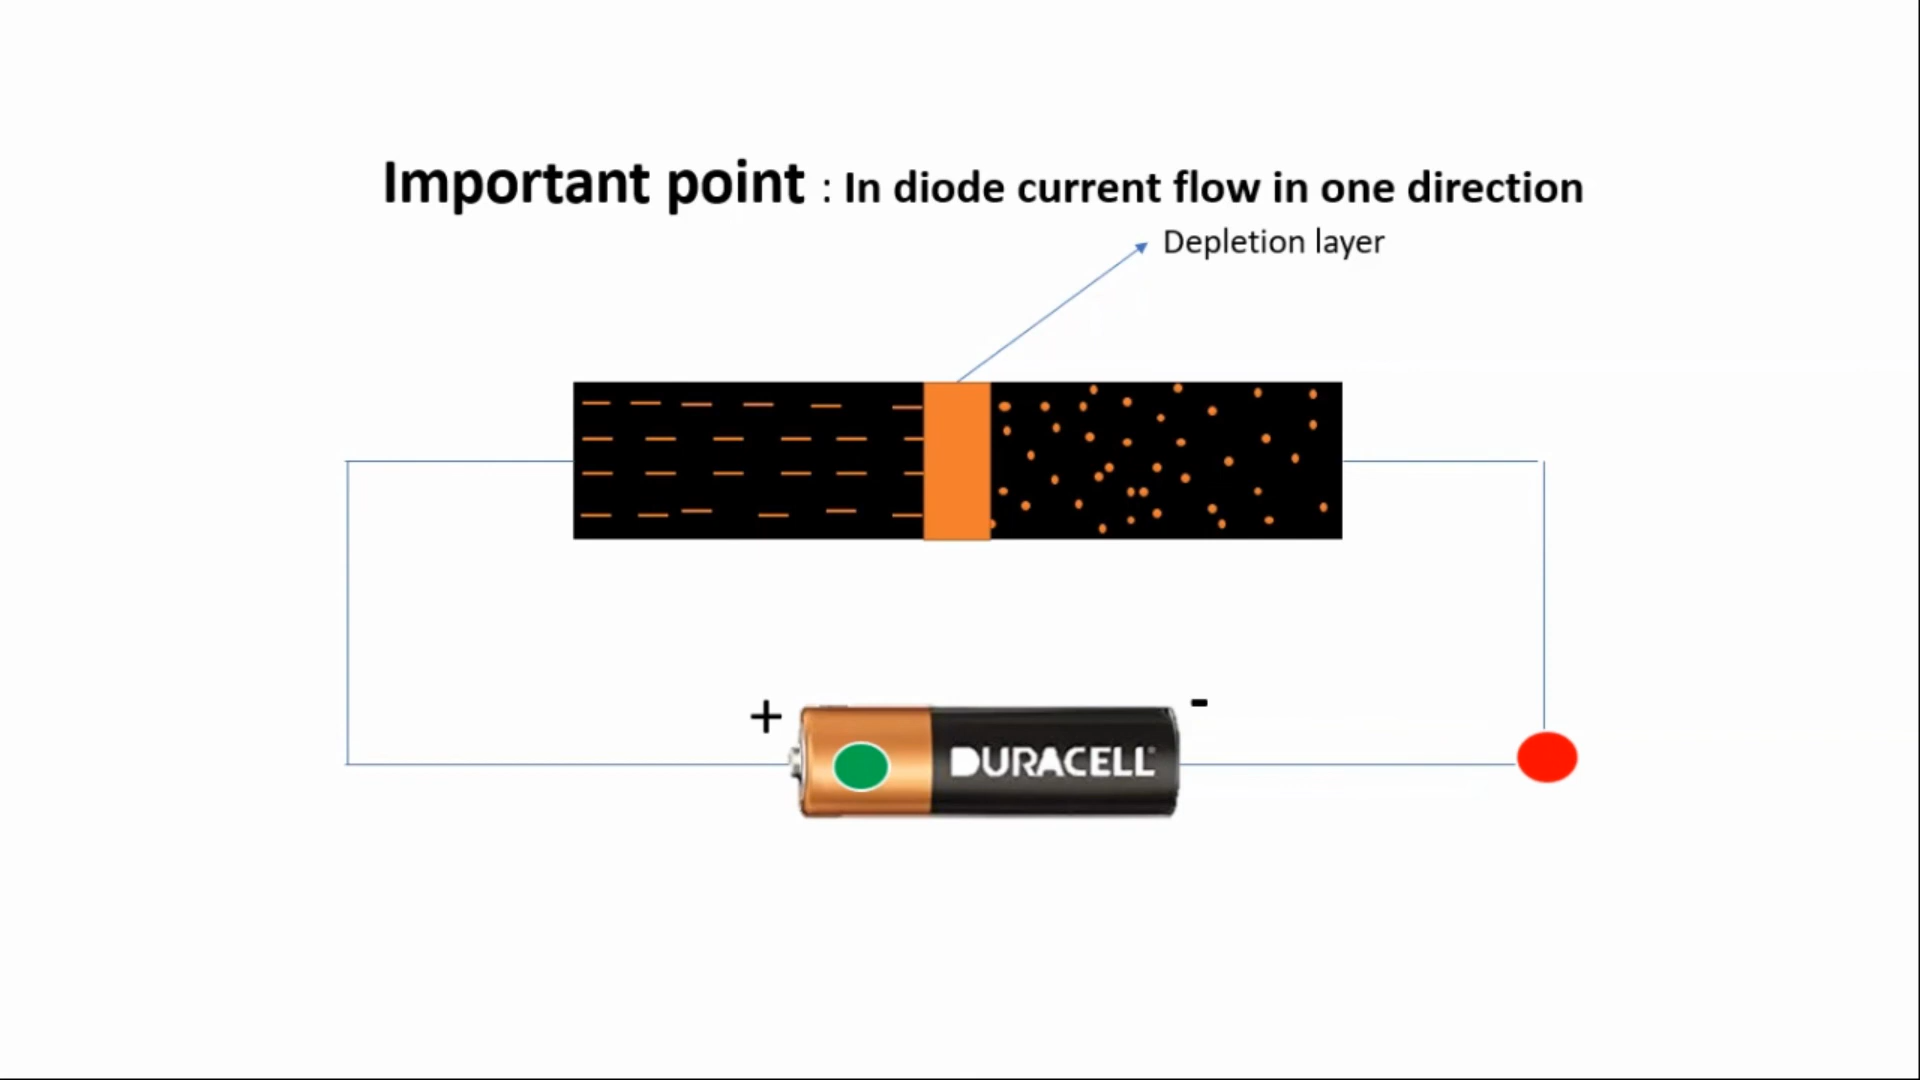 Important point : In diode current flow in one direction
Depletion layer
+ -
DURACELL